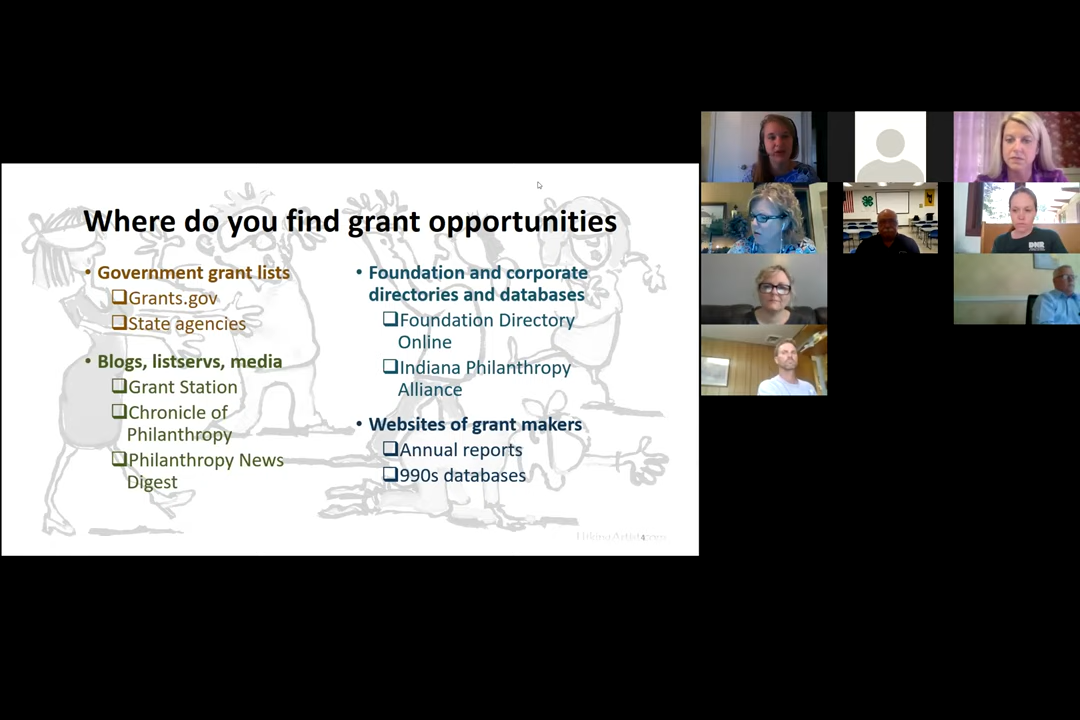 Where do you find grant opportunities
• Government grant lists
❑Grants.gov
❑State agencies
• Blogs, listservs, media
❑Grant Station
❑Chronicle of
Philanthropy
❑Philanthropy News
Digest
• Foundation and corporate
directories and databases
❑Foundation Directory
Online
❑Indiana Philanthropy
Alliance
• Websites of grant makers
❑Annual reports
❑990s databases
4
DNR